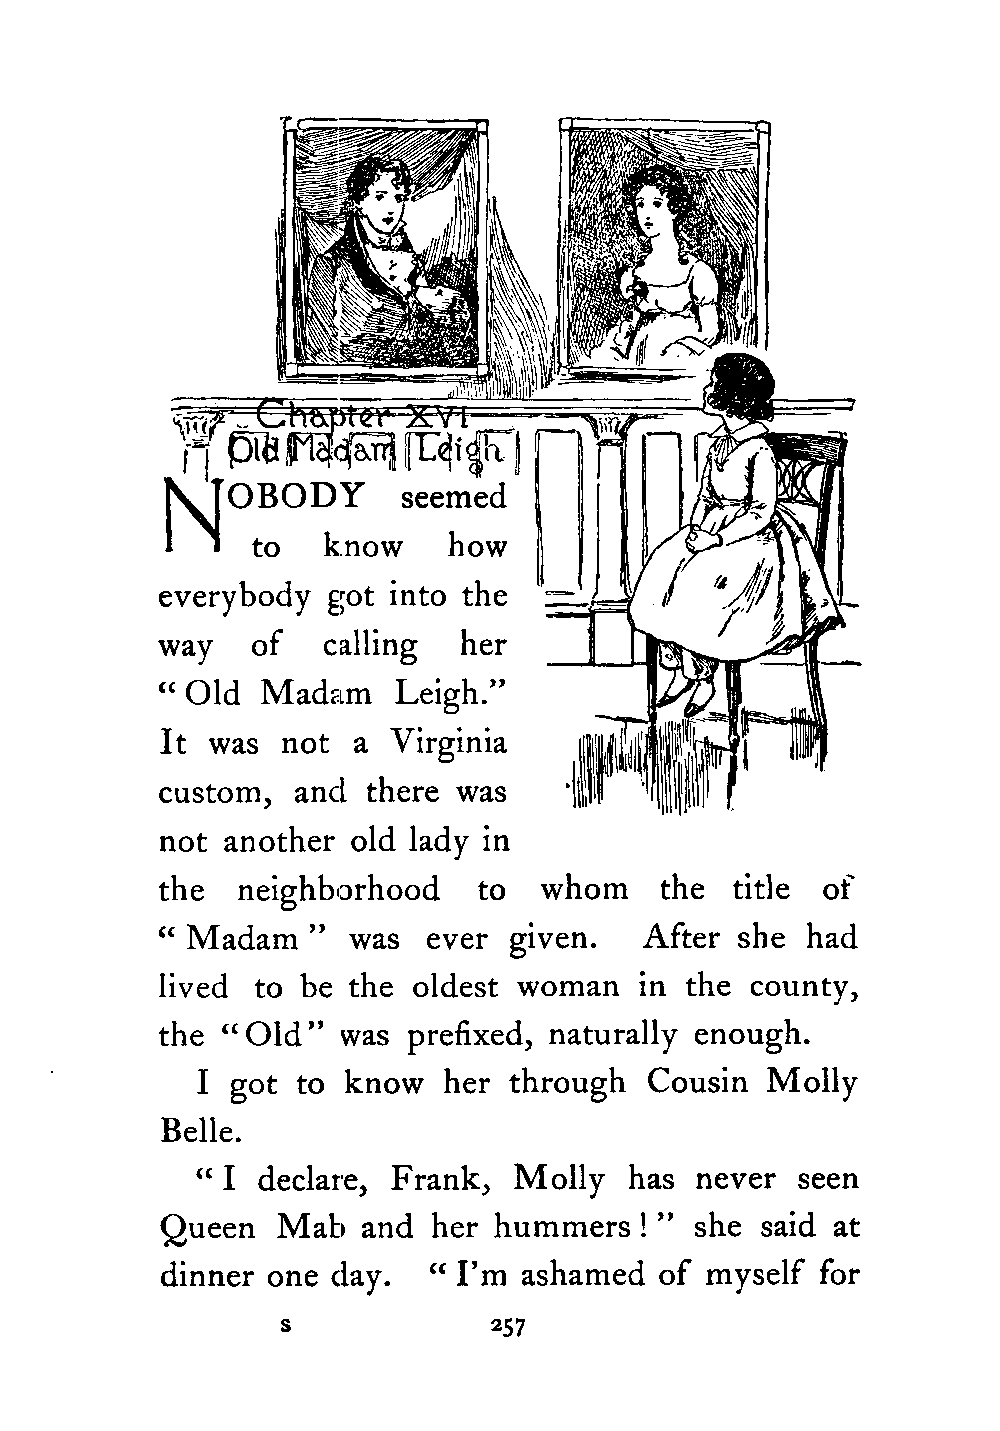 Chapter XVI
Old Madam Leigh
NOBODY seemed
to know how
everybody got into the
way of calling her
“Old Madam Leigh.”
It was not a Virginia
custom, and there was
not another old lady in
the neighborhood to whom the title of
“Madam” was ever given. After she had
lived to be the oldest woman in the county,
the “Old” was prefixed, naturally enough.
I got to know her through Cousin Molly
Belle.
“I declare, Frank, Molly has never seen
Queen Mab and her hummers!” she said at
dinner one day. “I’m ashamed of myself for
S 257